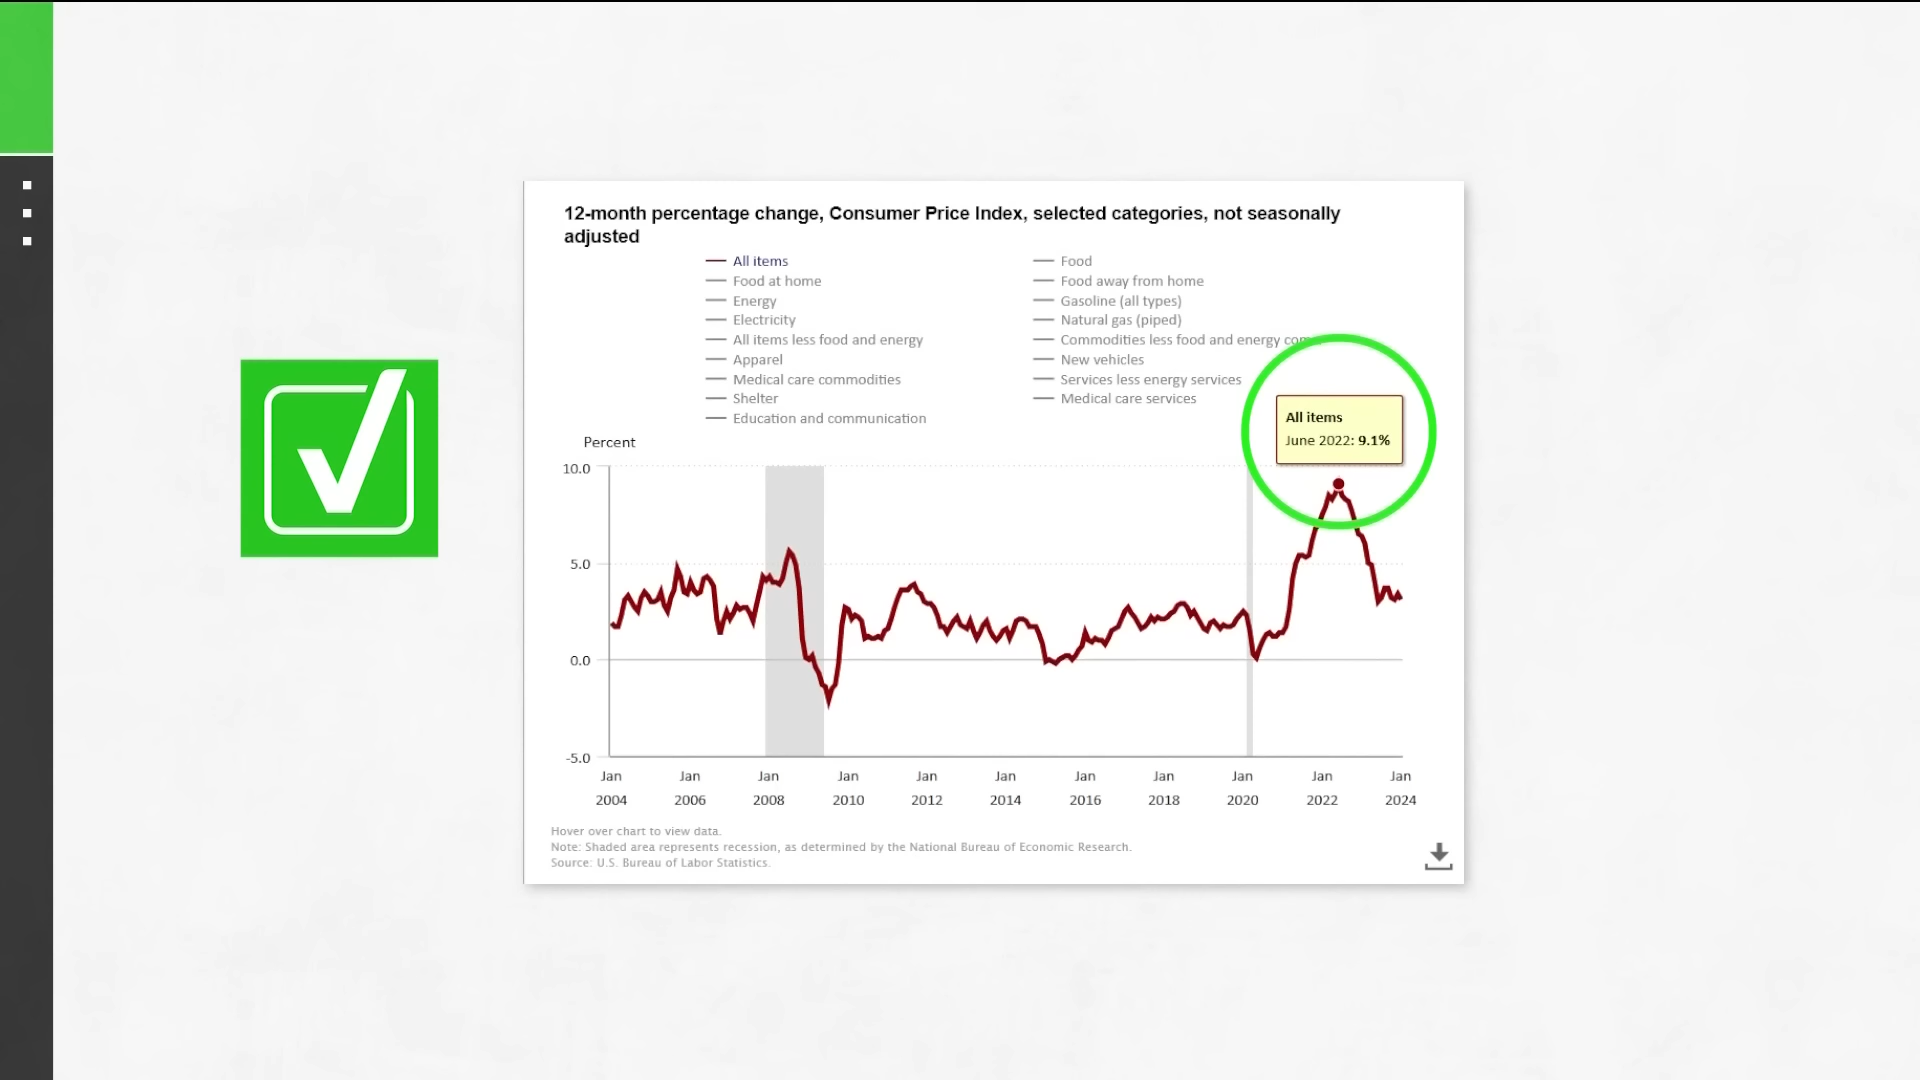 12-month percentage change, Consumer Price Index, selected categories, not seasonally
adjusted
All items
Food
Food at home
Food away from home
Energy
Gasoline (all types)
Electricity
Natural gas (piped)
All items less food and energy
Commodities less food and energy com
Apparel
New vehicles
Medical care commodities
Services less energy services
Shelter
Medical care services
Education and communication
All items
June 2022: 9.1%
Percent
10.0
5.0
0.0
-5.0
Jan Jan Jan Jan Jan Jan Jan Jan Jan Jan Jan
2004 2006 2008 2010 2012 2014 2016 2018 2020 2022 2024
Hover over chart to view data.
Note: Shaded area represents recession, as determined by the National Bureau of Economic Research.
Source: U.S. Bureau of Labor Statistics.